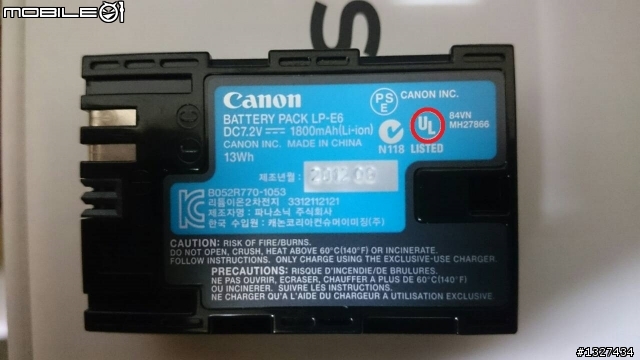 MOBILE01
S
Canon
BATTERY PACK LP-E6
DC7.2V 1800mAh(Li-ion)
CANON INC. MADE IN CHINA
13Wh
PSE
CANON INC.
N118
UL
LISTED
84VN
MH27866
제조년월 :
B052R770-1053
리튬이온2차전지 3312112121
제조자명 : 파나소닉 주식회사
한국 수입원 : 캐논코리아컨슈머이미징(주)
CAUTION: RISK OF FIRE/BURNS.
DO NOT OPEN, CRUSH, HEAT ABOVE 60°C(140°F) OR INCINERATE.
FOLLOW INSTRUCTIONS. ONLY CHARGE USING THE EXCLUSIVE-USE CHARGER.
PRÉCAUTIONS: RISQUE D'INCENDIE/DE BRULURES.
NE PAS OUVRIR, ÉCRASER, CHAUFFER À PLUS DE 60°C (140°F)
OU INCINÉRER. SUIVRE LES INSTRUCTIONS.
NE CHARGER QU'À L'AIDE DU CHARGEUR À UTILISATION EXCLUSIVE.
#1327434